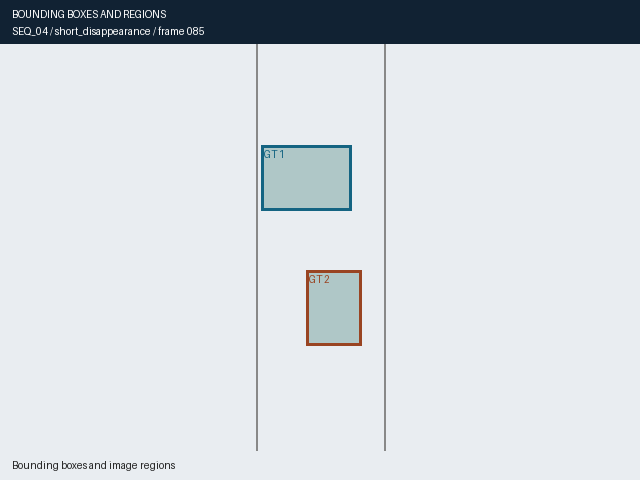 BOUNDING BOXES AND REGIONS
SEQ_04 / short_disappearance / frame 085
GT1
GT2
Bounding boxes and image regions